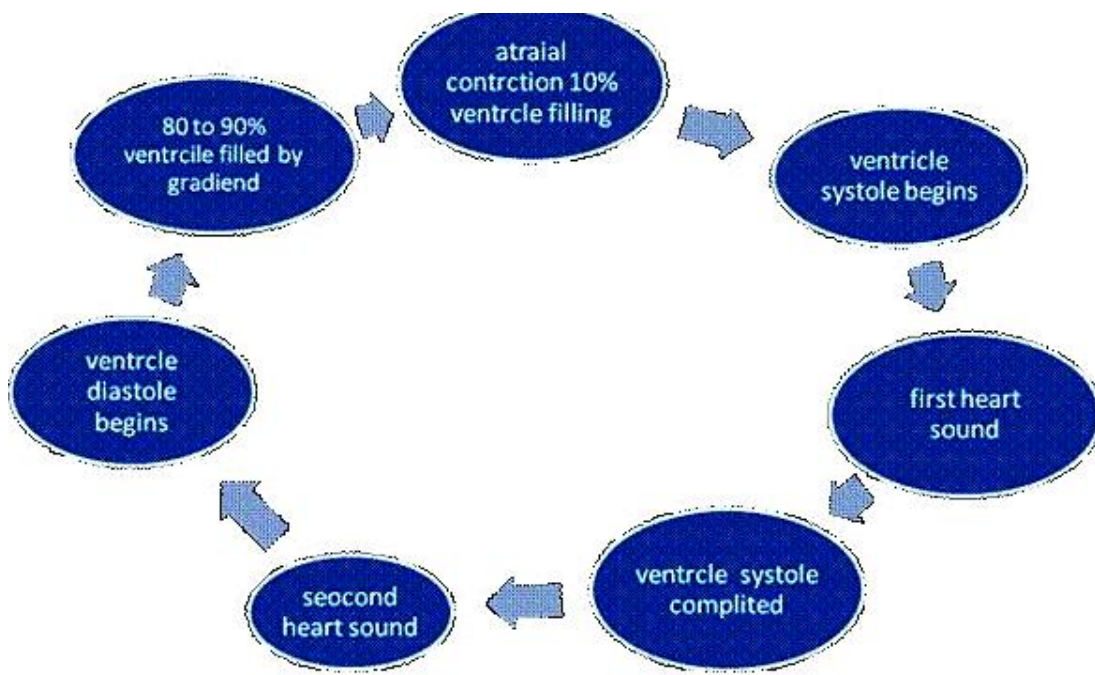 atraial
contrction 10%
ventrcle filling
ventricle
systole begins
first heart
sound
ventrcle systole
complited
seocond
heart sound
ventrcle
diastole
begins
80 to 90%
ventrcile filled by
gradiend